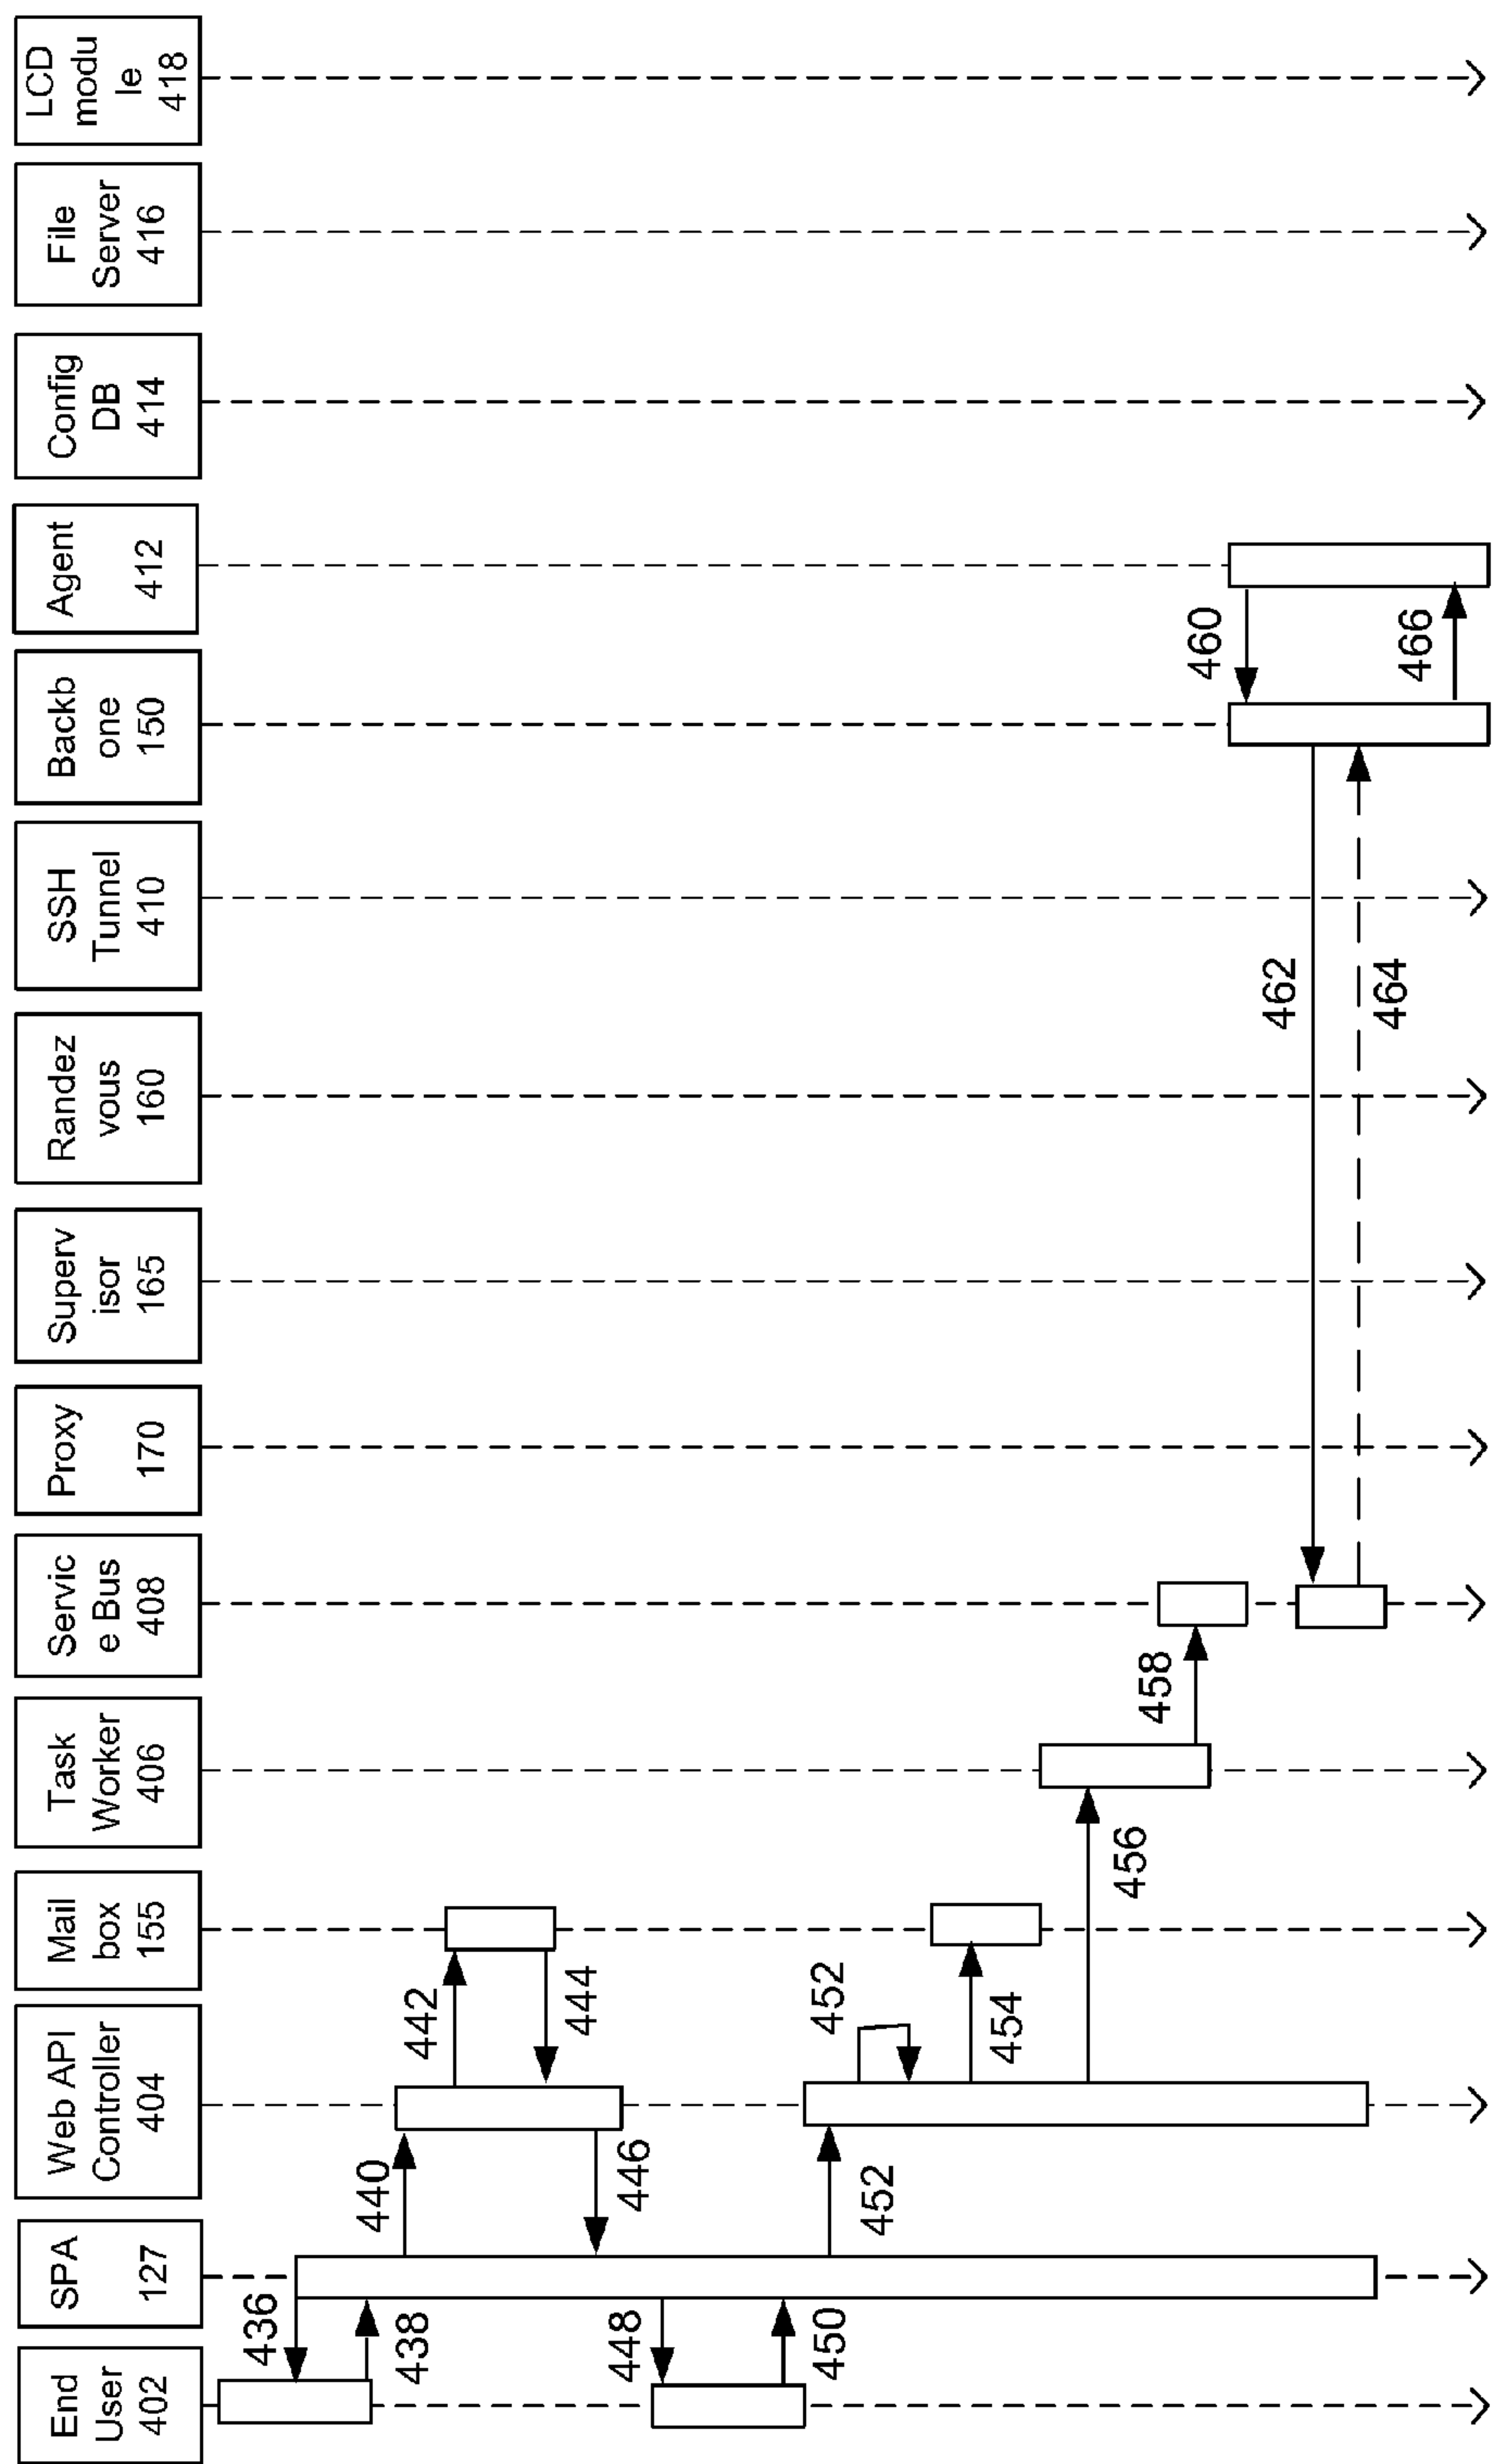 End
User
402
SPA
127
Web API
Controller
404
Mail
box
155
Task
Worker
406
Servic
e Bus
408
Proxy
170
Superv
isor
165
Randez
vous
160
SSH
Tunnel
410
Backb
one
150
Agent
412
Config
DB
414
File
Server
416
LCD
modu
le
418
436
438
440
442
444
446
448
450
452
452
454
456
458
460
462
464
466